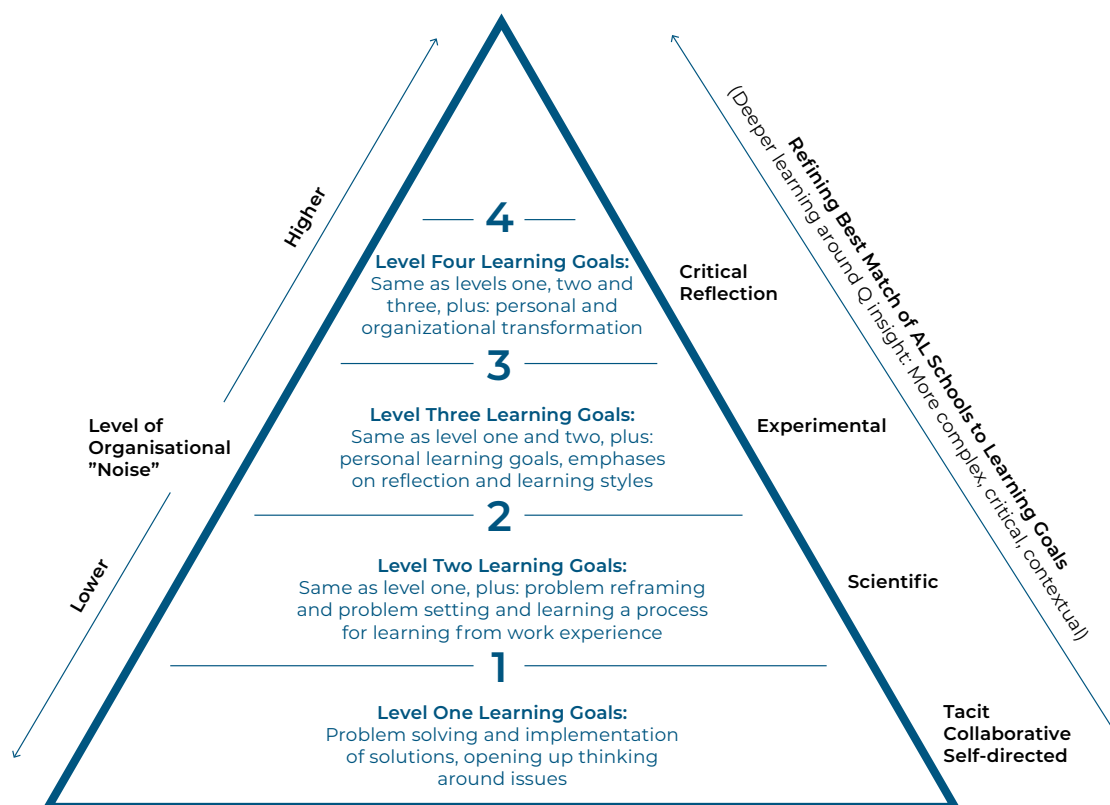 4
Level Four Learning Goals:
Same as levels one, two and
three, plus: personal and
organizational transformation
Critical
Reflection
3
Level Three Learning Goals:
Same as level one and two, plus:
personal learning goals, emphases
on reflection and learning styles
Experimental
2
Level Two Learning Goals:
Same as level one, plus: problem reframing
and problem setting and learning a process
for learning from work experience
Scientific
1
Level One Learning Goals:
Problem solving and implementation
of solutions, opening up thinking
around issues
Tacit
Collaborative
Self-directed
Higher
Level of
Organisational
”Noise”
Lower
Refining Best Match of AL Schools to Learning Goals
(Deeper learning around Q insight: More complex, critical, contextual)